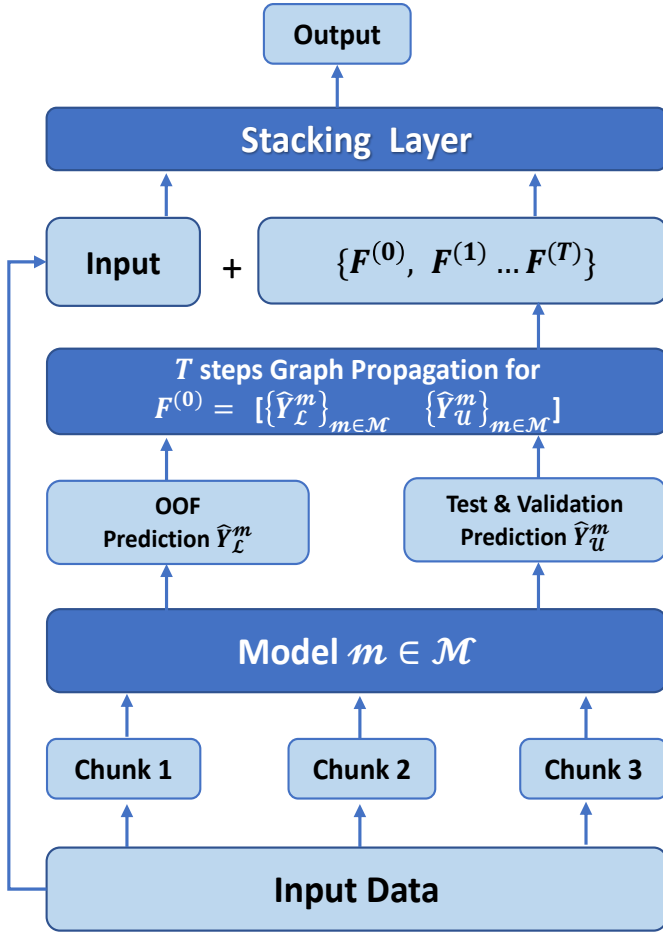 Output
Stacking Layer
Input + {F^(0), F^(1) ... F^(T)}
T steps Graph Propagation for
F^(0) = [{Ŷ_ℒ^m}_{m∈ℳ} {Ŷ_𝒰^m}_{m∈ℳ}]
OOF
Prediction Ŷ_ℒ^m
Test & Validation
Prediction Ŷ_𝒰^m
Model m ∈ ℳ
Chunk 1 Chunk 2 Chunk 3
Input Data